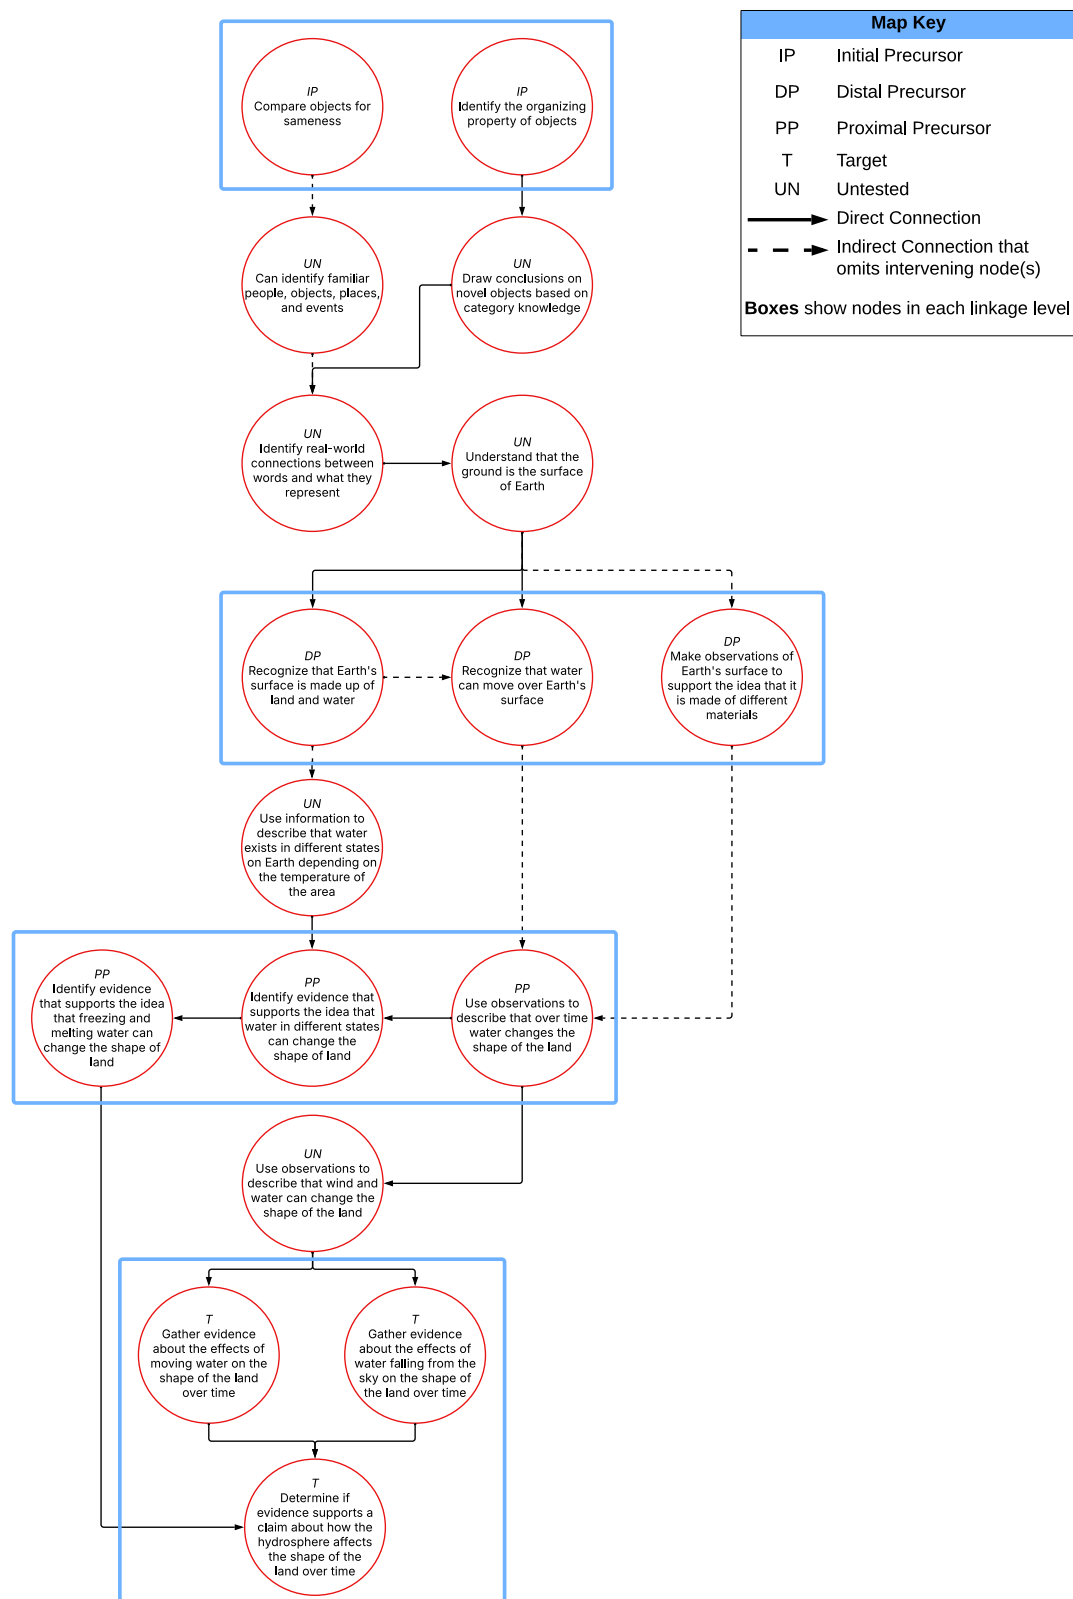 Map Key
IP Initial Precursor
DP Distal Precursor
PP Proximal Precursor
T Target
UN Untested
Direct Connection
Indirect Connection that
omits intervening node(s)
Boxes show nodes in each linkage level
IP
Compare objects for
sameness
IP
Identify the organizing
property of objects
UN
Can identify familiar
people, objects, places,
and events
UN
Draw conclusions on
novel objects based on
category knowledge
UN
Identify real-world
connections between
words and what they
represent
UN
Understand that the
ground is the surface
of Earth
DP
Recognize that Earth's
surface is made up of
land and water
DP
Recognize that water
can move over Earth's
surface
DP
Make observations of
Earth's surface to
support the idea that it
is made of different
materials
UN
Use information to
describe that water
exists in different states
on Earth depending on
the temperature of
the area
PP
Identify evidence
that supports the idea
that freezing and
melting water can
change the shape of
land
PP
Identify evidence that
supports the idea that
water in different states
can change the
shape of land
PP
Use observations to
describe that over time
water changes the
shape of the land
UN
Use observations to
describe that wind and
water can change the
shape of the land
T
Gather evidence
about the effects of
moving water on the
shape of the land
over time
T
Gather evidence
about the effects of
water falling from the
sky on the shape of
the land over time
T
Determine if
evidence supports a
claim about how the
hydrosphere affects
the shape of the
land over time